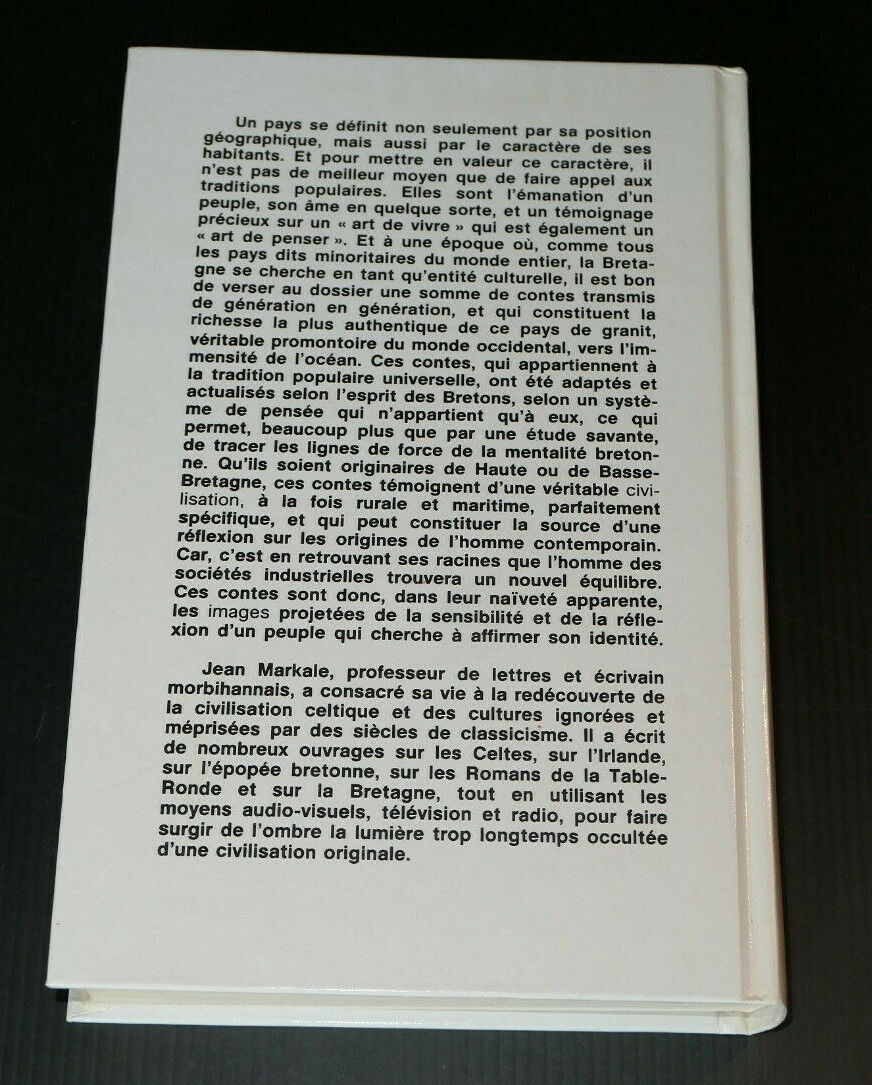 Un pays se définit non seulement par sa position
géographique, mais aussi par le caractère de ses
habitants. Et pour mettre en valeur ce caractère, il
n'est pas de meilleur moyen que de faire appel aux
traditions populaires. Elles sont l'émanation d'un
peuple, son âme en quelque sorte, et un témoignage
précieux sur un « art de vivre » qui est également un
« art de penser ». Et à une époque où, comme tous
les pays dits minoritaires du monde entier, la Breta-
gne se cherche en tant qu'entité culturelle, il est bon
de verser au dossier une somme de contes transmis
de génération en génération, et qui constituent la
richesse la plus authentique de ce pays de granit,
véritable promontoire du monde occidental, vers l'im-
mensité de l'océan. Ces contes, qui appartiennent à
la tradition populaire universelle, ont été adaptés et
actualisés selon l'esprit des Bretons, selon un systè-
me de pensée qui n'appartient qu'à eux, ce qui
permet, beaucoup plus que par une étude savante,
de tracer les lignes de force de la mentalité breton-
ne. Qu'ils soient originaires de Haute ou de Basse-
Bretagne, ces contes témoignent d'une véritable civi-
lisation, à la fois rurale et maritime, parfaitement
spécifique, et qui peut constituer la source d'une
réflexion sur les origines de l'homme contemporain.
Car, c'est en retrouvant ses racines que l'homme des
sociétés industrielles trouvera un nouvel équilibre.
Ces contes sont donc, dans leur naïveté apparente,
les images projetées de la sensibilité et de la réfle-
xion d'un peuple qui cherche à affirmer son identité.
Jean Markale, professeur de lettres et écrivain
morbihannais, a consacré sa vie à la redécouverte de
la civilisation celtique et des cultures ignorées et
méprisées par des siècles de classicisme. Il a écrit
de nombreux ouvrages sur les Celtes, sur l'Irlande,
sur l'épopée bretonne, sur les Romans de la Table-
Ronde et sur la Bretagne, tout en utilisant les
moyens audio-visuels, télévision et radio, pour faire
surgir de l'ombre la lumière trop longtemps occultée
d'une civilisation originale.